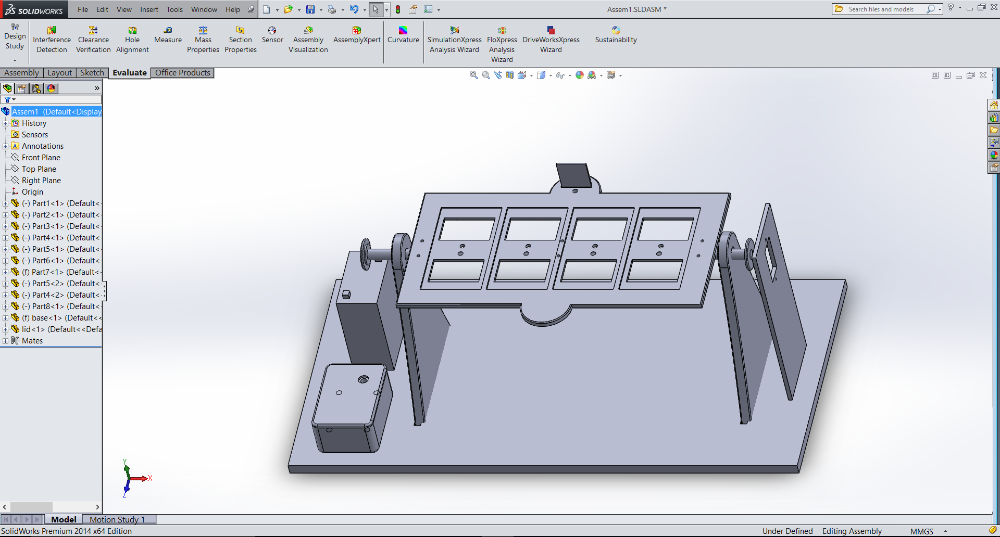 SOLIDWORKS File Edit View Insert Tools Window Help Assem1.SLDASM * Search files and models
Design Study
Interference Detection
Clearance Verification
Hole Alignment
Measure
Mass Properties
Section Properties
Sensor
Assembly Visualization
AssemblyXpert
Curvature
SimulationXpress Analysis Wizard
FloXpress Analysis Wizard
DriveWorksXpress Wizard
Sustainability
Assembly Layout Sketch Evaluate Office Products
Assem1 (Default<Display
History
Sensors
Annotations
Front Plane
Top Plane
Right Plane
Origin
(-) Part1<1> (Default<
(-) Part2<1> (Default<
(-) Part3<1> (Default<
(-) Part4<1> (Default<
(-) Part5<1> (Default<
(-) Part6<1> (Default<
(f) Part7<1> (Default<
(-) Part5<2> (Default<
(-) Part4<2> (Default<
(-) Part8<1> (Default<
(f) base<1> (Default<<
lid<1> (Default<<Defa
Mates
Y
X
Z
Model Motion Study 1
SolidWorks Premium 2014 x64 Edition Under Defined Editing Assembly MMGS